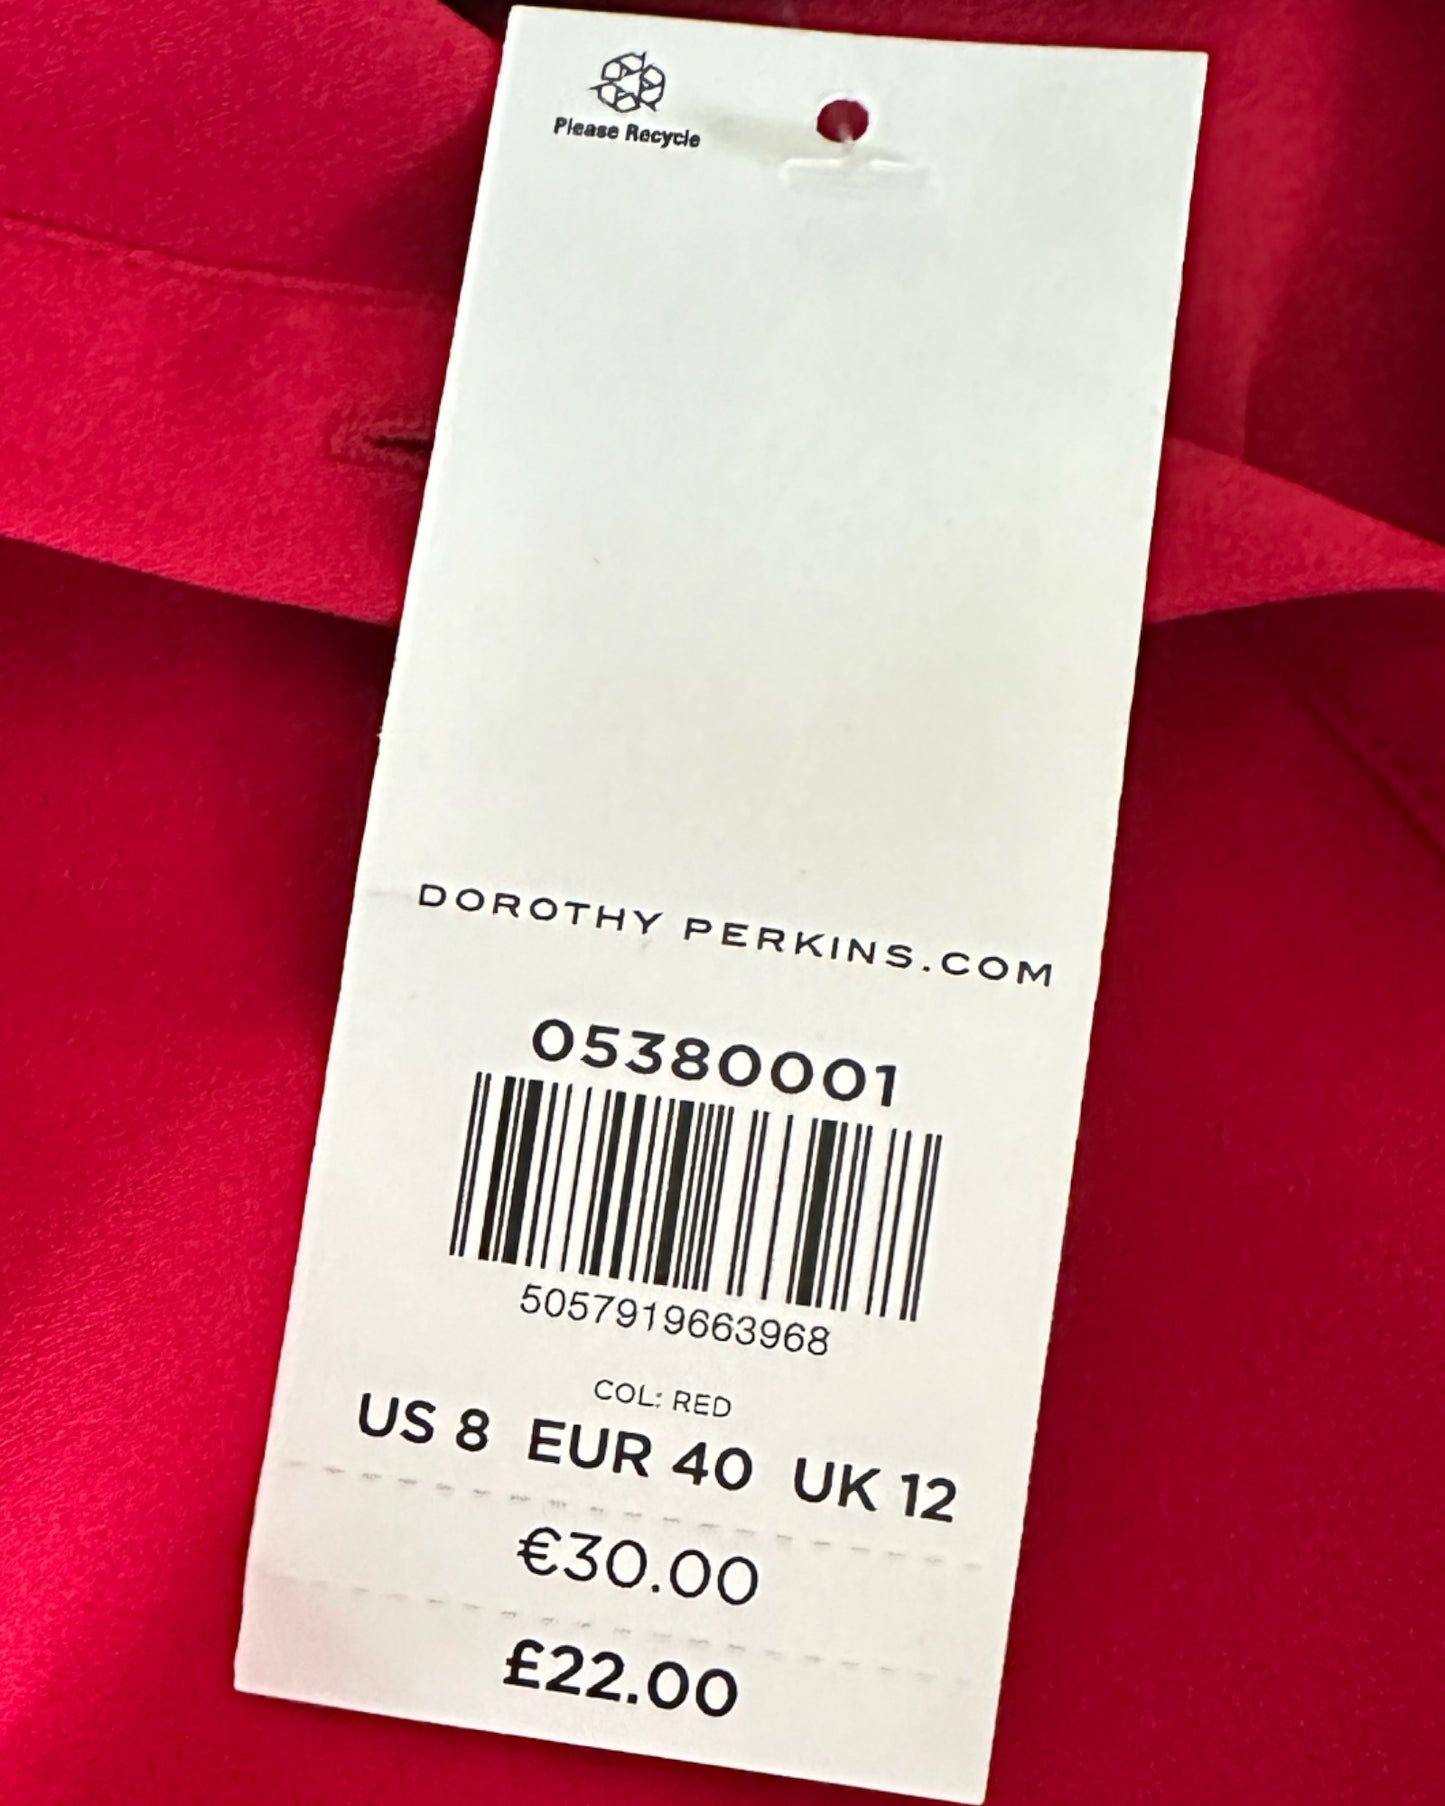 Please Recycle
DOROTHY PERKINS.COM
05380001
5057919663968
COL: RED
US 8 EUR 40 UK 12
€30.00
£22.00